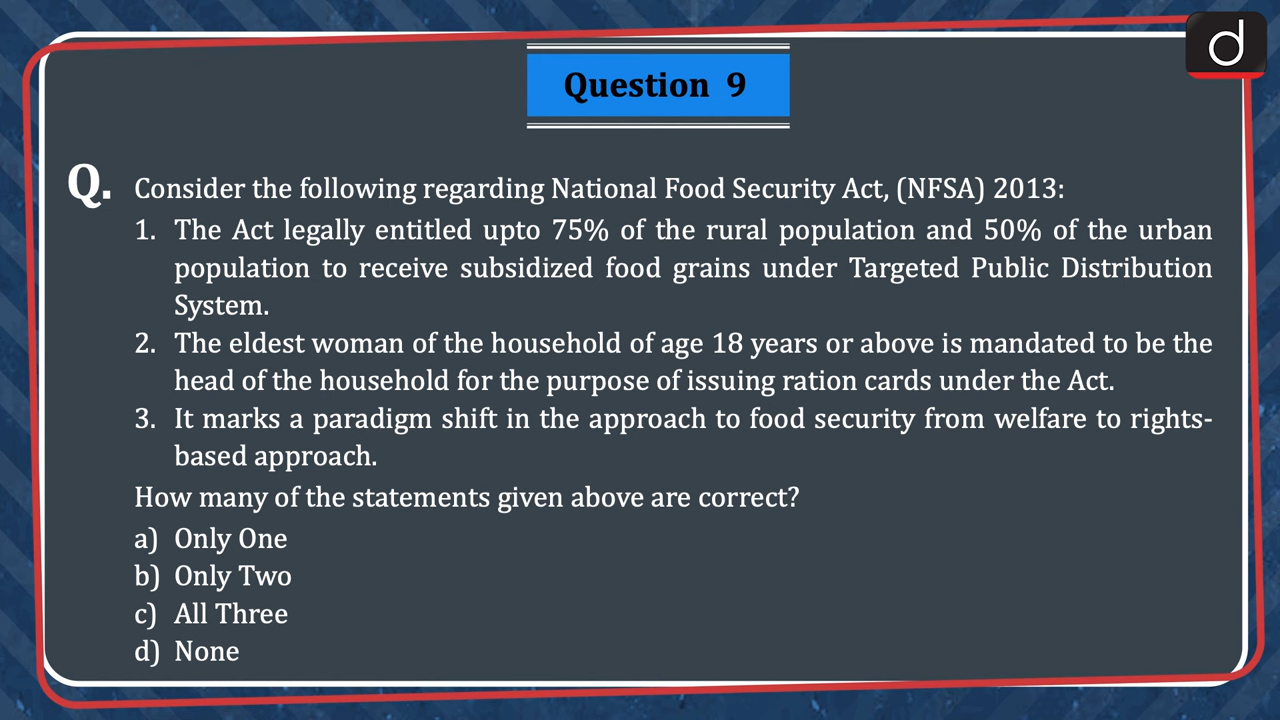 d
Question 9
Q. Consider the following regarding National Food Security Act, (NFSA) 2013:
1. The Act legally entitled upto 75% of the rural population and 50% of the urban
population to receive subsidized food grains under Targeted Public Distribution
System.
2. The eldest woman of the household of age 18 years or above is mandated to be the
head of the household for the purpose of issuing ration cards under the Act.
3. It marks a paradigm shift in the approach to food security from welfare to rights-
based approach.
How many of the statements given above are correct?
a) Only One
b) Only Two
c) All Three
d) None